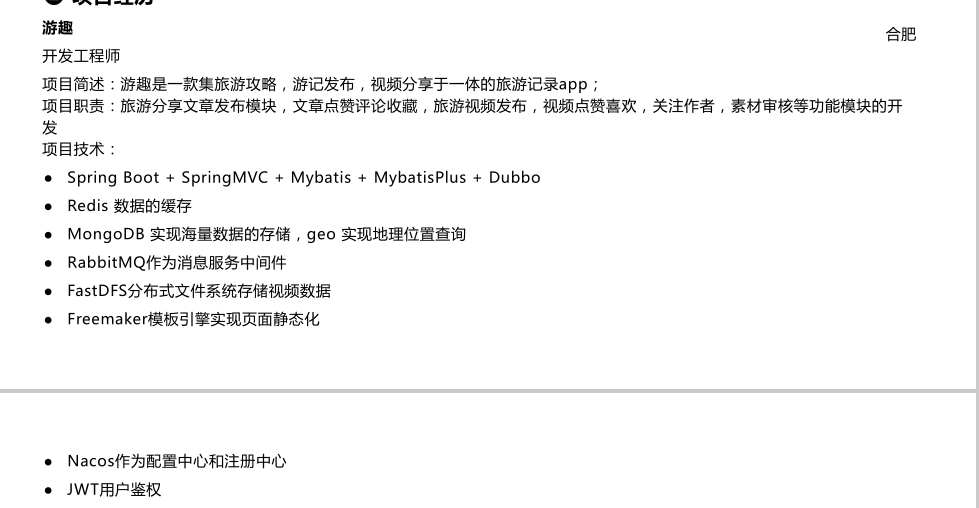 项目经历
游趣
合肥
开发工程师
项目简述：游趣是一款集旅游攻略，游记发布，视频分享于一体的旅游记录app；
项目职责：旅游分享文章发布模块，文章点赞评论收藏，旅游视频发布，视频点赞喜欢，关注作者，素材审核等功能模块的开
发
项目技术：
● Spring Boot + SpringMVC + Mybatis + MybatisPlus + Dubbo
● Redis 数据的缓存
● MongoDB 实现海量数据的存储，geo 实现地理位置查询
● RabbitMQ作为消息服务中间件
● FastDFS分布式文件系统存储视频数据
● Freemaker模板引擎实现页面静态化
● Nacos作为配置中心和注册中心
● JWT用户鉴权